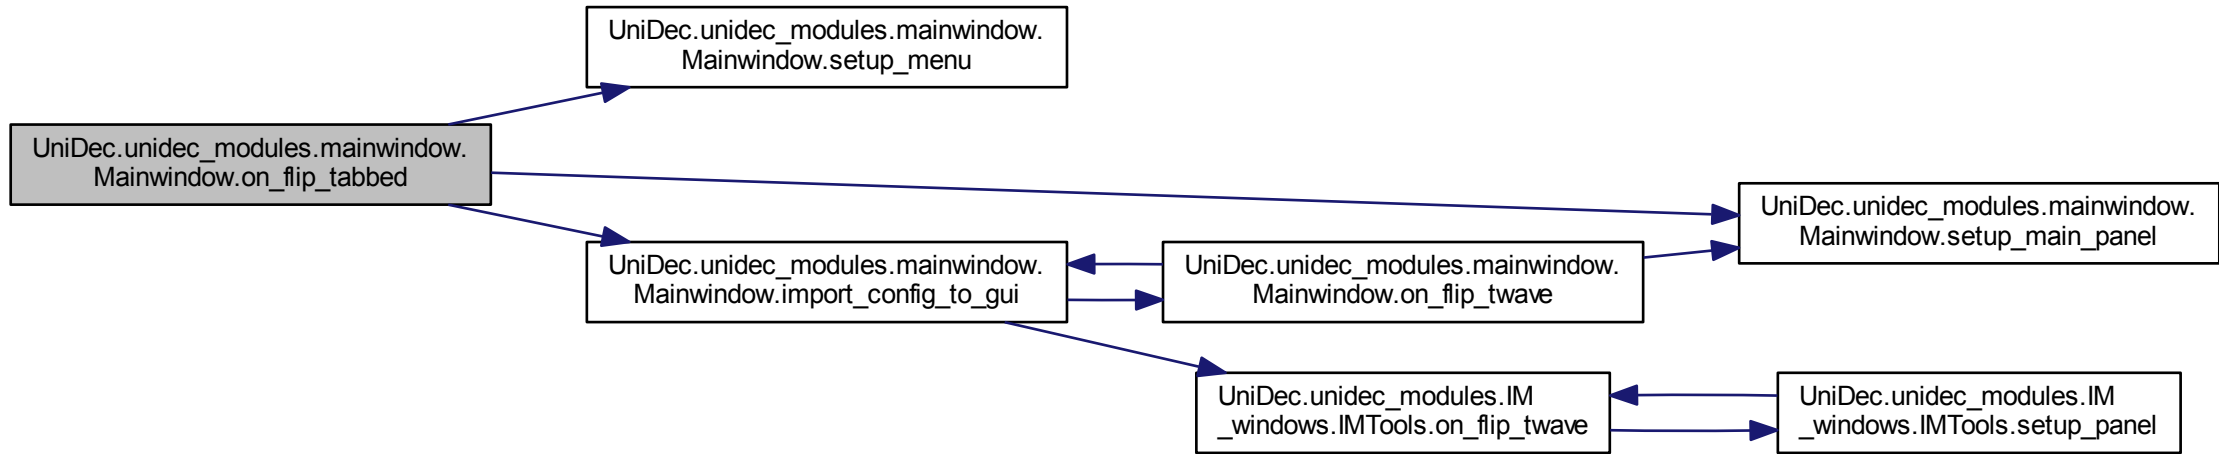 UniDec.unidec_modules.mainwindow.
Mainwindow.setup_menu
UniDec.unidec_modules.mainwindow.
Mainwindow.on_flip_tabbed
UniDec.unidec_modules.mainwindow.
Mainwindow.setup_main_panel
UniDec.unidec_modules.mainwindow.
Mainwindow.import_config_to_gui
UniDec.unidec_modules.mainwindow.
Mainwindow.on_flip_twave
UniDec.unidec_modules.IM
_windows.IMTools.on_flip_twave
UniDec.unidec_modules.IM
_windows.IMTools.setup_panel